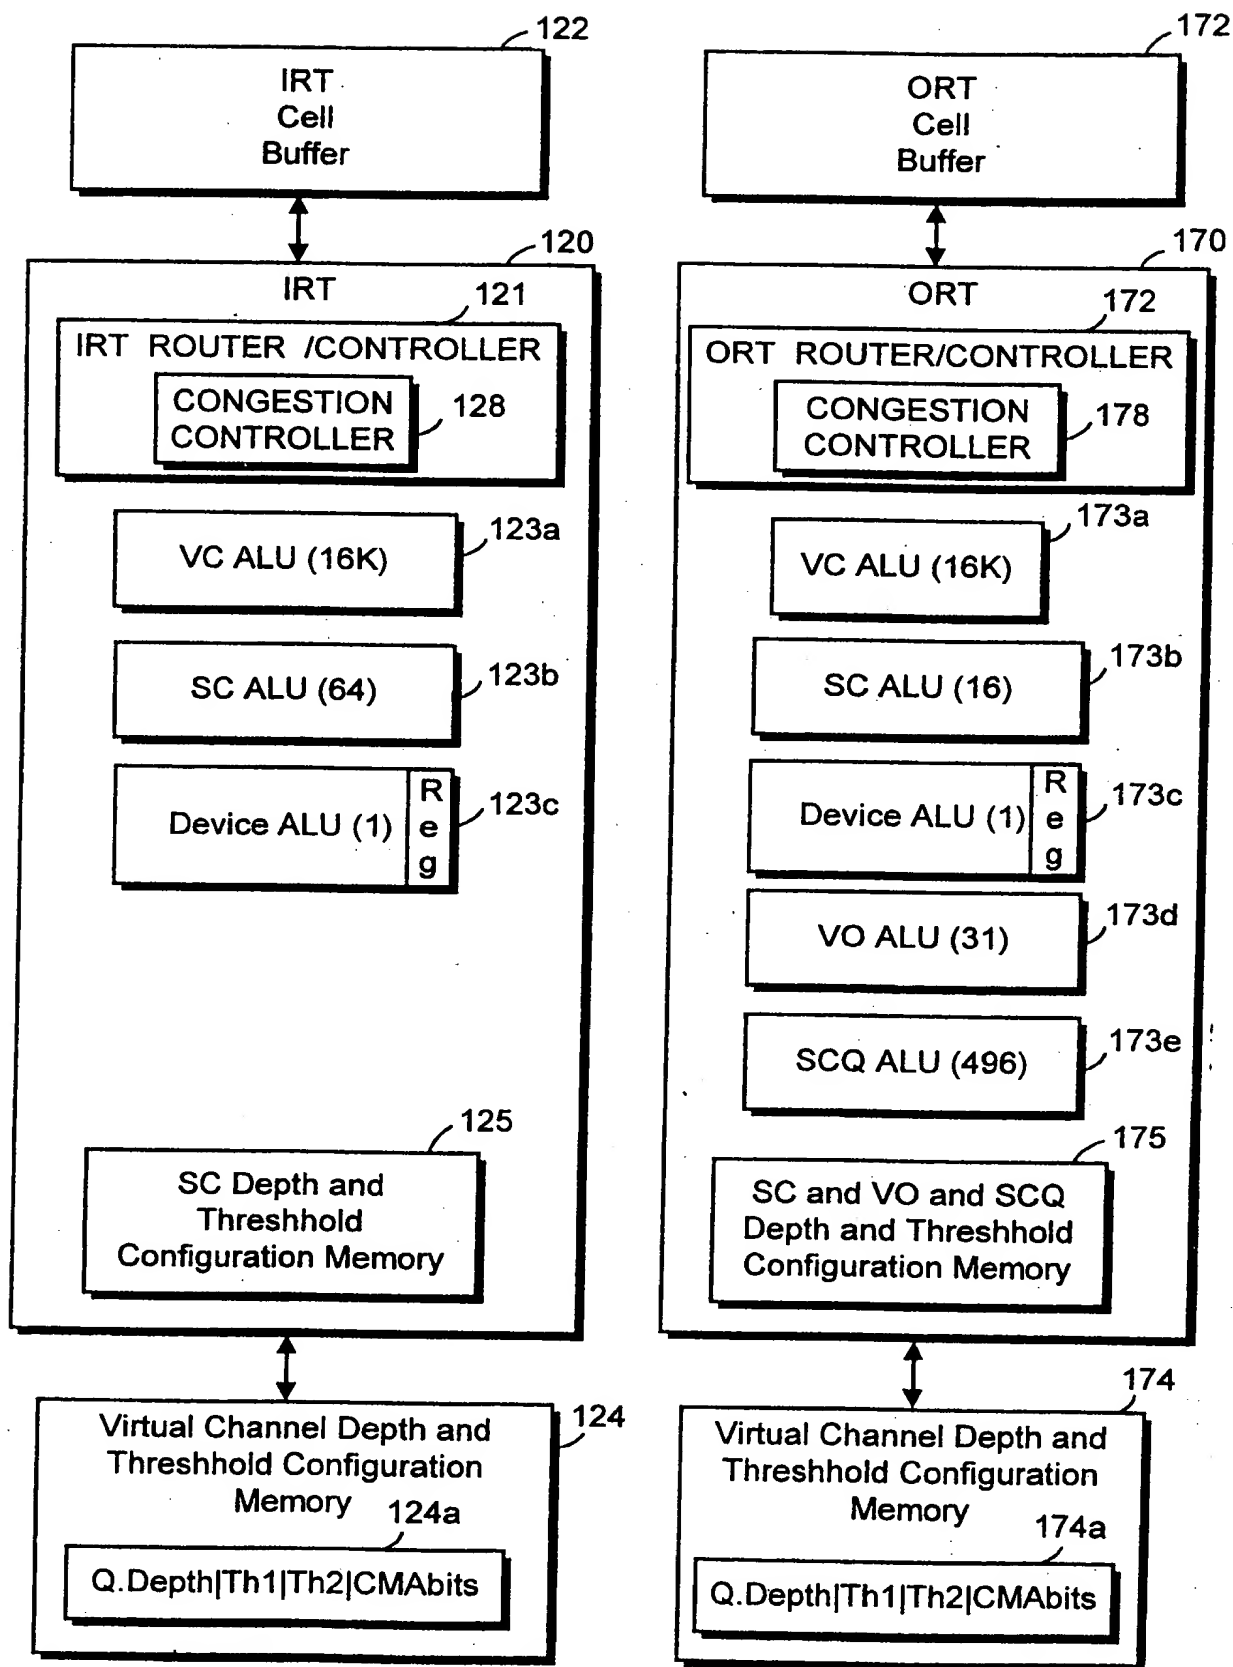 122
IRT
Cell
Buffer
120
IRT
121
IRT ROUTER /CONTROLLER
CONGESTION
CONTROLLER
128
VC ALU (16K)
123a
SC ALU (64)
123b
Device ALU (1)
R
e
g
123c
125
SC Depth and
Threshhold
Configuration Memory
Virtual Channel Depth and
Threshhold Configuration
Memory
124
124a
Q.Depth|Th1|Th2|CMAbits
172
ORT
Cell
Buffer
170
ORT
172
ORT ROUTER/CONTROLLER
CONGESTION
CONTROLLER
178
173a
VC ALU (16K)
SC ALU (16)
173b
Device ALU (1)
R
e
g
173c
VO ALU (31)
173d
SCQ ALU (496)
173e
175
SC and VO and SCQ
Depth and Threshhold
Configuration Memory
174
Virtual Channel Depth and
Threshhold Configuration
Memory
174a
Q.Depth|Th1|Th2|CMAbits